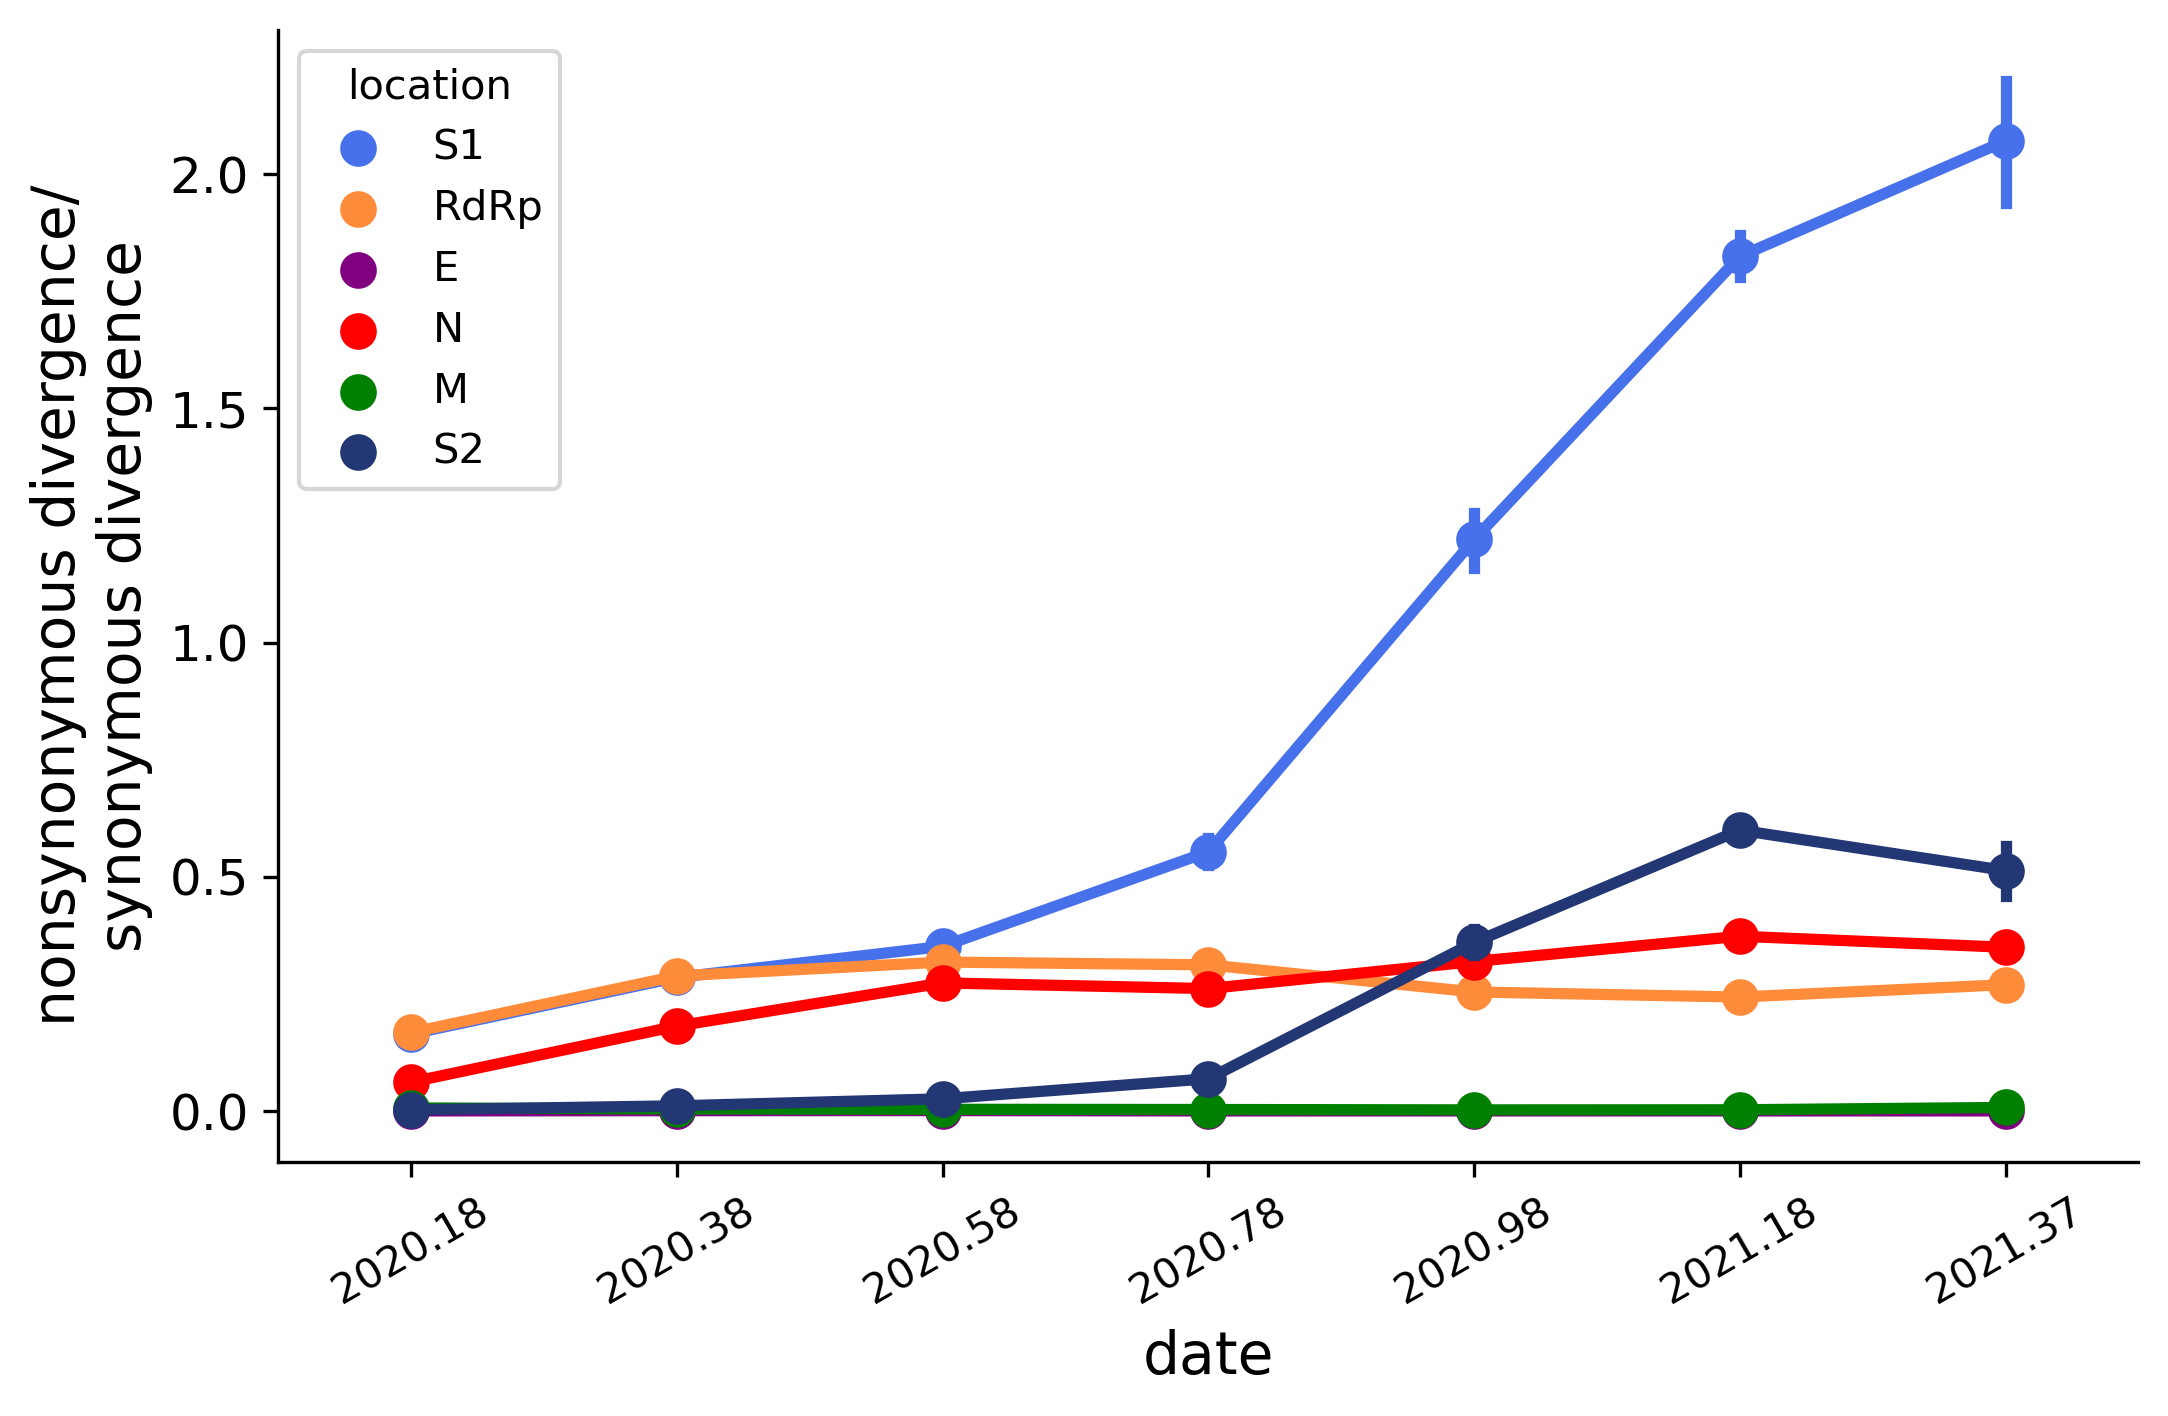 nonsynonymous divergence/
synonymous divergence
2.0
1.5
1.0
0.5
0.0
location
S1
RdRp
E
N
M
S2
2020.18
2020.38
2020.58
2020.78
2020.98
2021.18
2021.37
date